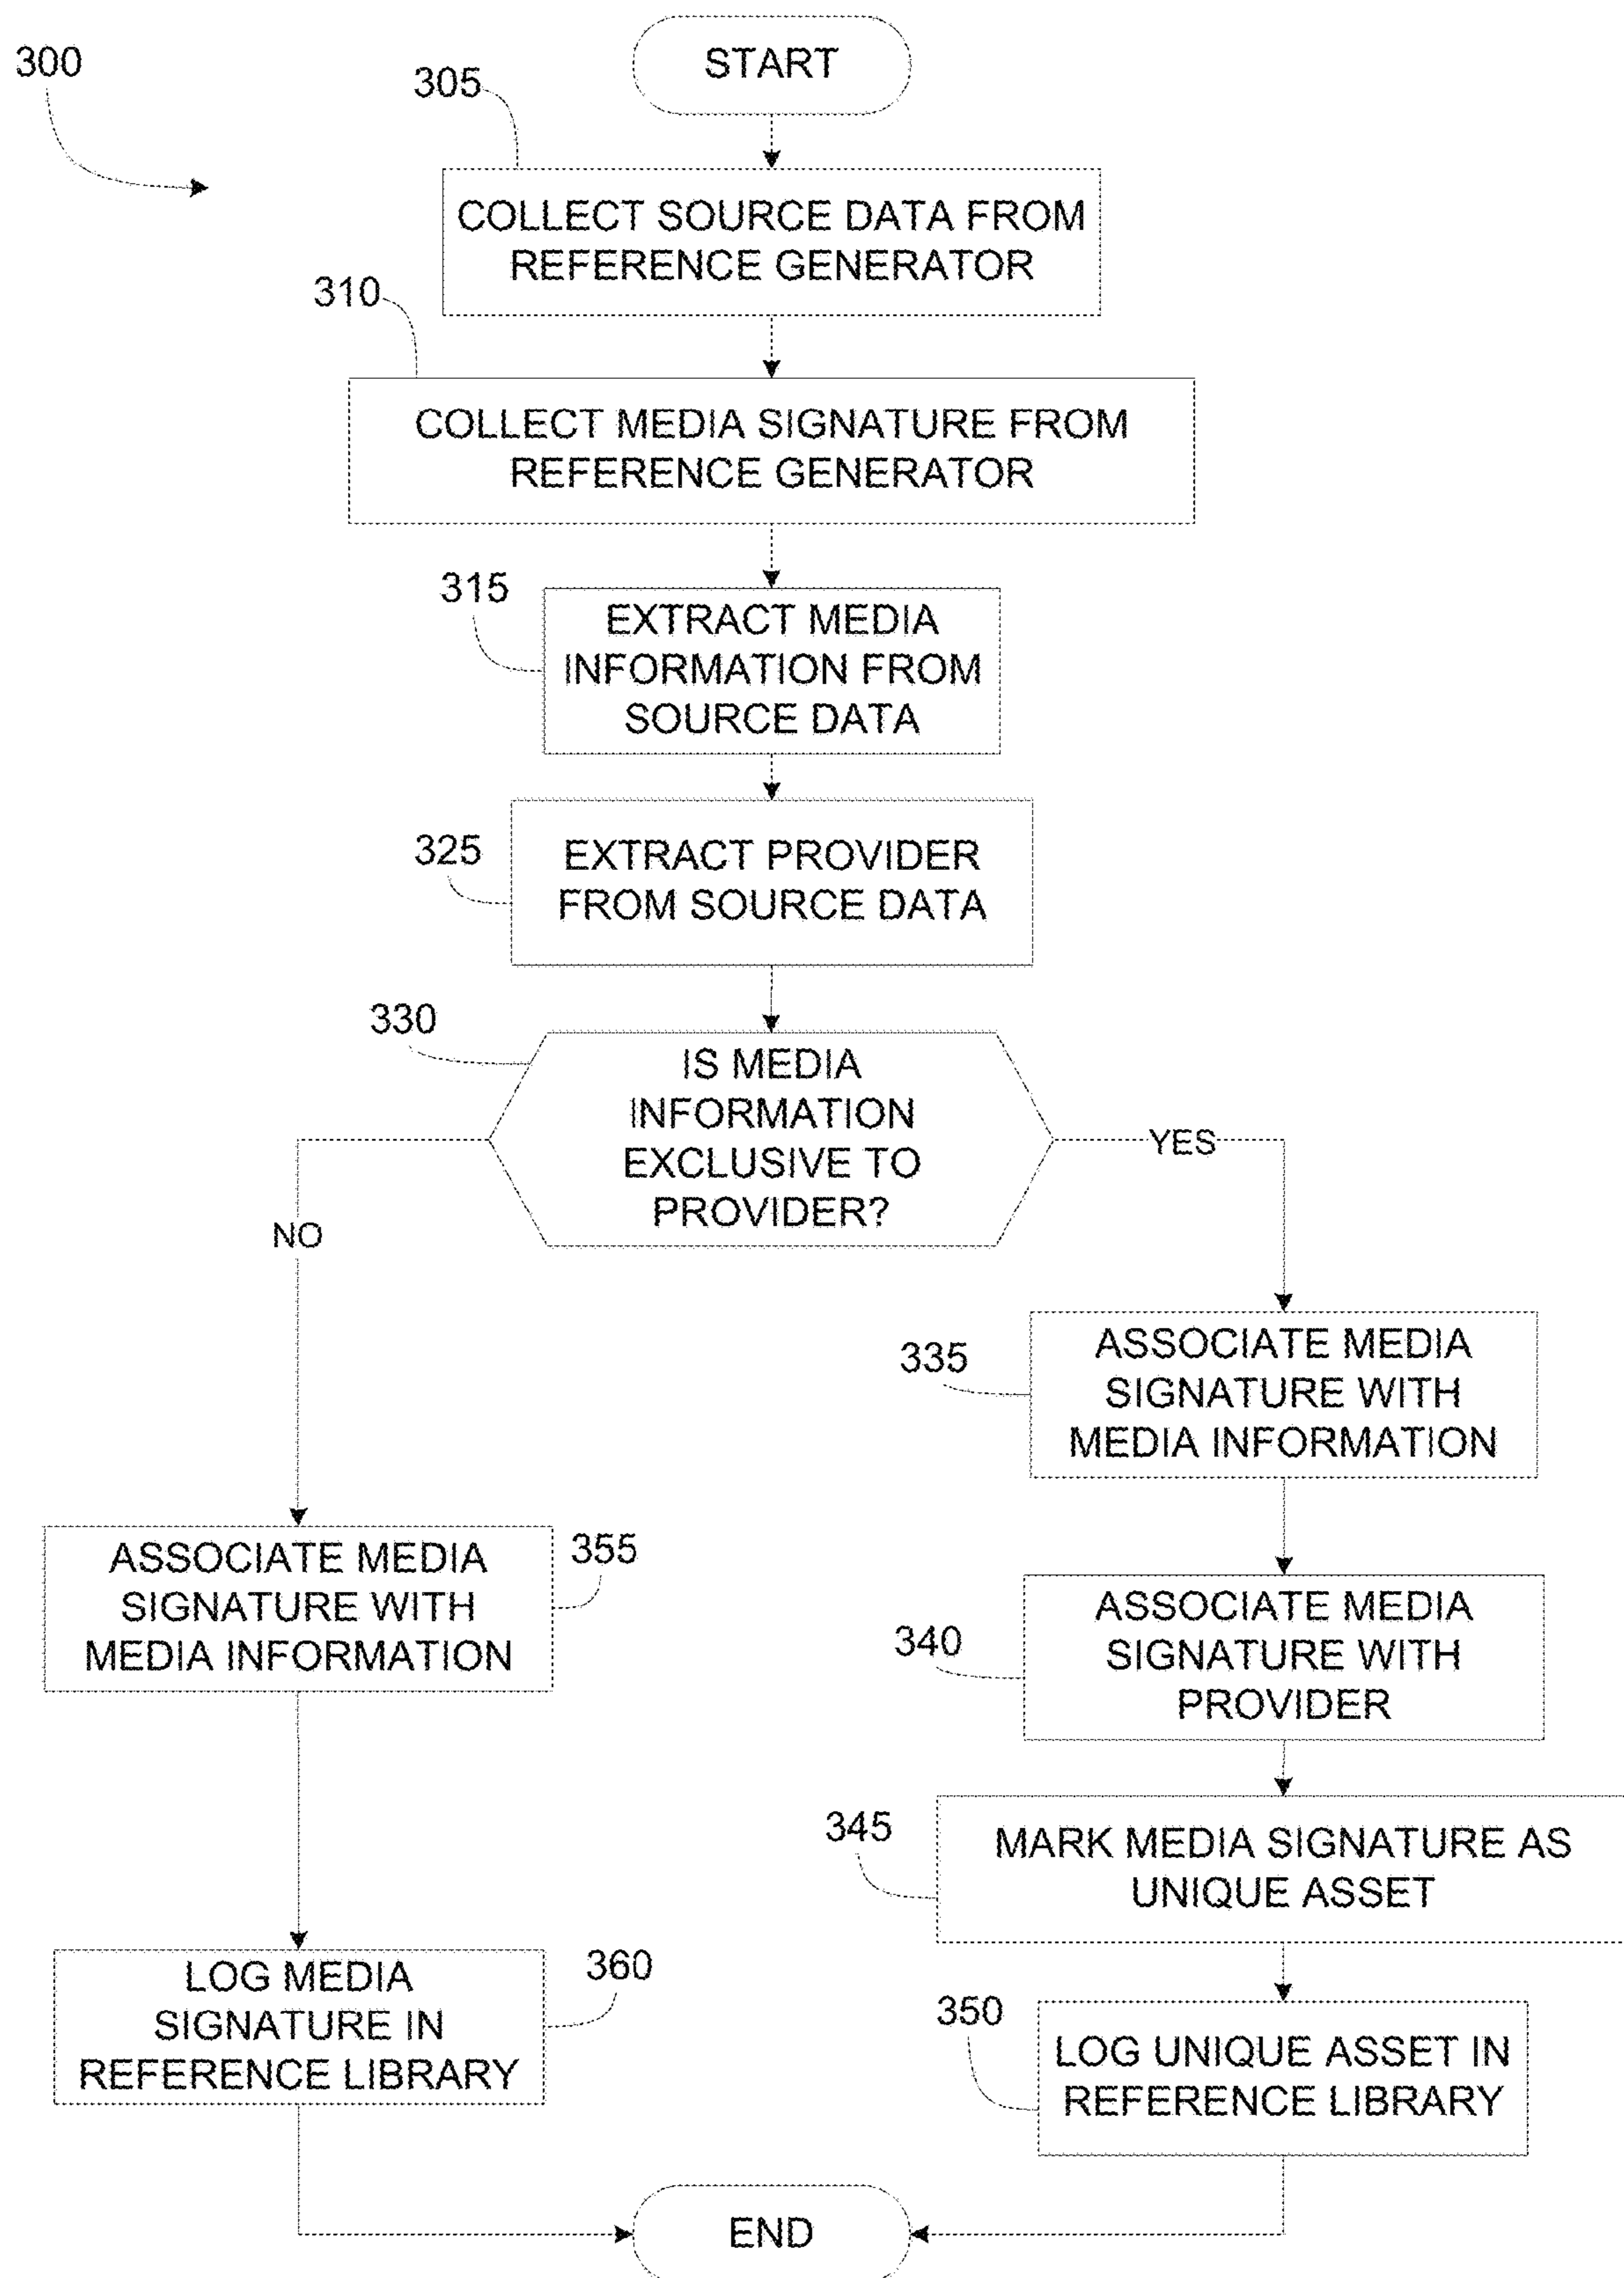 300
START
305
COLLECT SOURCE DATA FROM
REFERENCE GENERATOR
310
COLLECT MEDIA SIGNATURE FROM
REFERENCE GENERATOR
315
EXTRACT MEDIA
INFORMATION FROM
SOURCE DATA
325
EXTRACT PROVIDER
FROM SOURCE DATA
330
IS MEDIA
INFORMATION
EXCLUSIVE TO
PROVIDER?
YES
NO
335
ASSOCIATE MEDIA
SIGNATURE WITH
MEDIA INFORMATION
355
ASSOCIATE MEDIA
SIGNATURE WITH
MEDIA INFORMATION
340
ASSOCIATE MEDIA
SIGNATURE WITH
PROVIDER
345
MARK MEDIA SIGNATURE AS
UNIQUE ASSET
360
LOG MEDIA
SIGNATURE IN
REFERENCE LIBRARY
350
LOG UNIQUE ASSET IN
REFERENCE LIBRARY
END